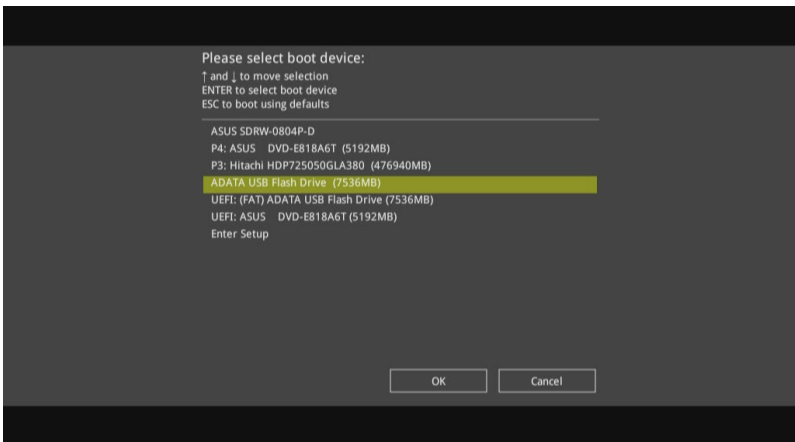 Please select boot device:
↑ and ↓ to move selection
ENTER to select boot device
ESC to boot using defaults
ASUS SDRW-0804P-D
P4: ASUS    DVD-E818A6T  (5192MB)
P3: Hitachi HDP725050GLA380  (476940MB)
ADATA USB Flash Drive  (7536MB)
UEFI: (FAT) ADATA USB Flash Drive (7536MB)
UEFI: ASUS    DVD-E818A6T (5192MB)
Enter Setup
OK    Cancel